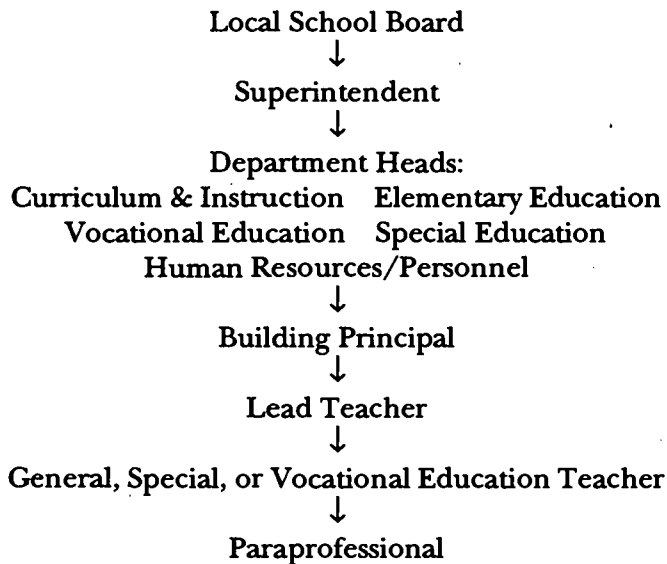 Local School Board
↓
Superintendent
↓
Department Heads:
Curriculum & Instruction Elementary Education
Vocational Education Special Education
Human Resources/Personnel
↓
Building Principal
↓
Lead Teacher
↓
General, Special, or Vocational Education Teacher
↓
Paraprofessional